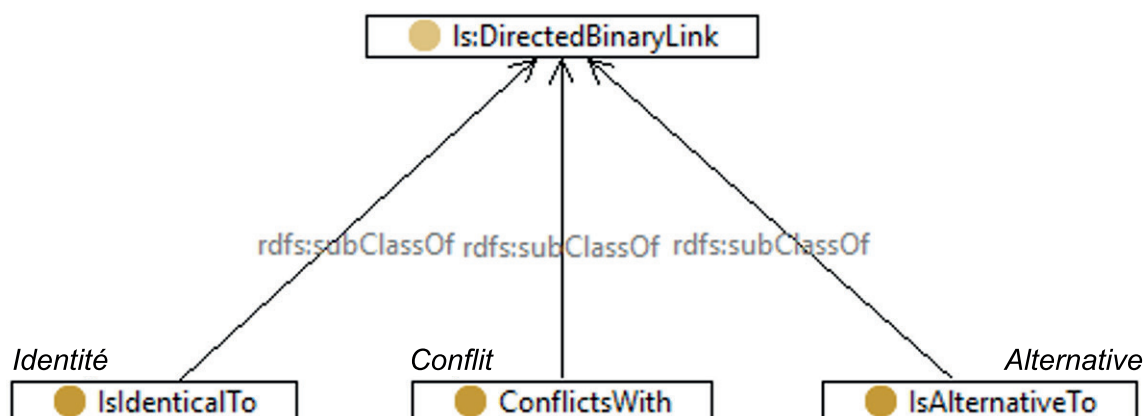 ls:DirectedBinaryLink
rdfs:subClassOf rdfs:subClassOf rdfs:subClassOf
Identité Conflit Alternative
IsIdenticalTo ConflictsWith IsAlternativeTo